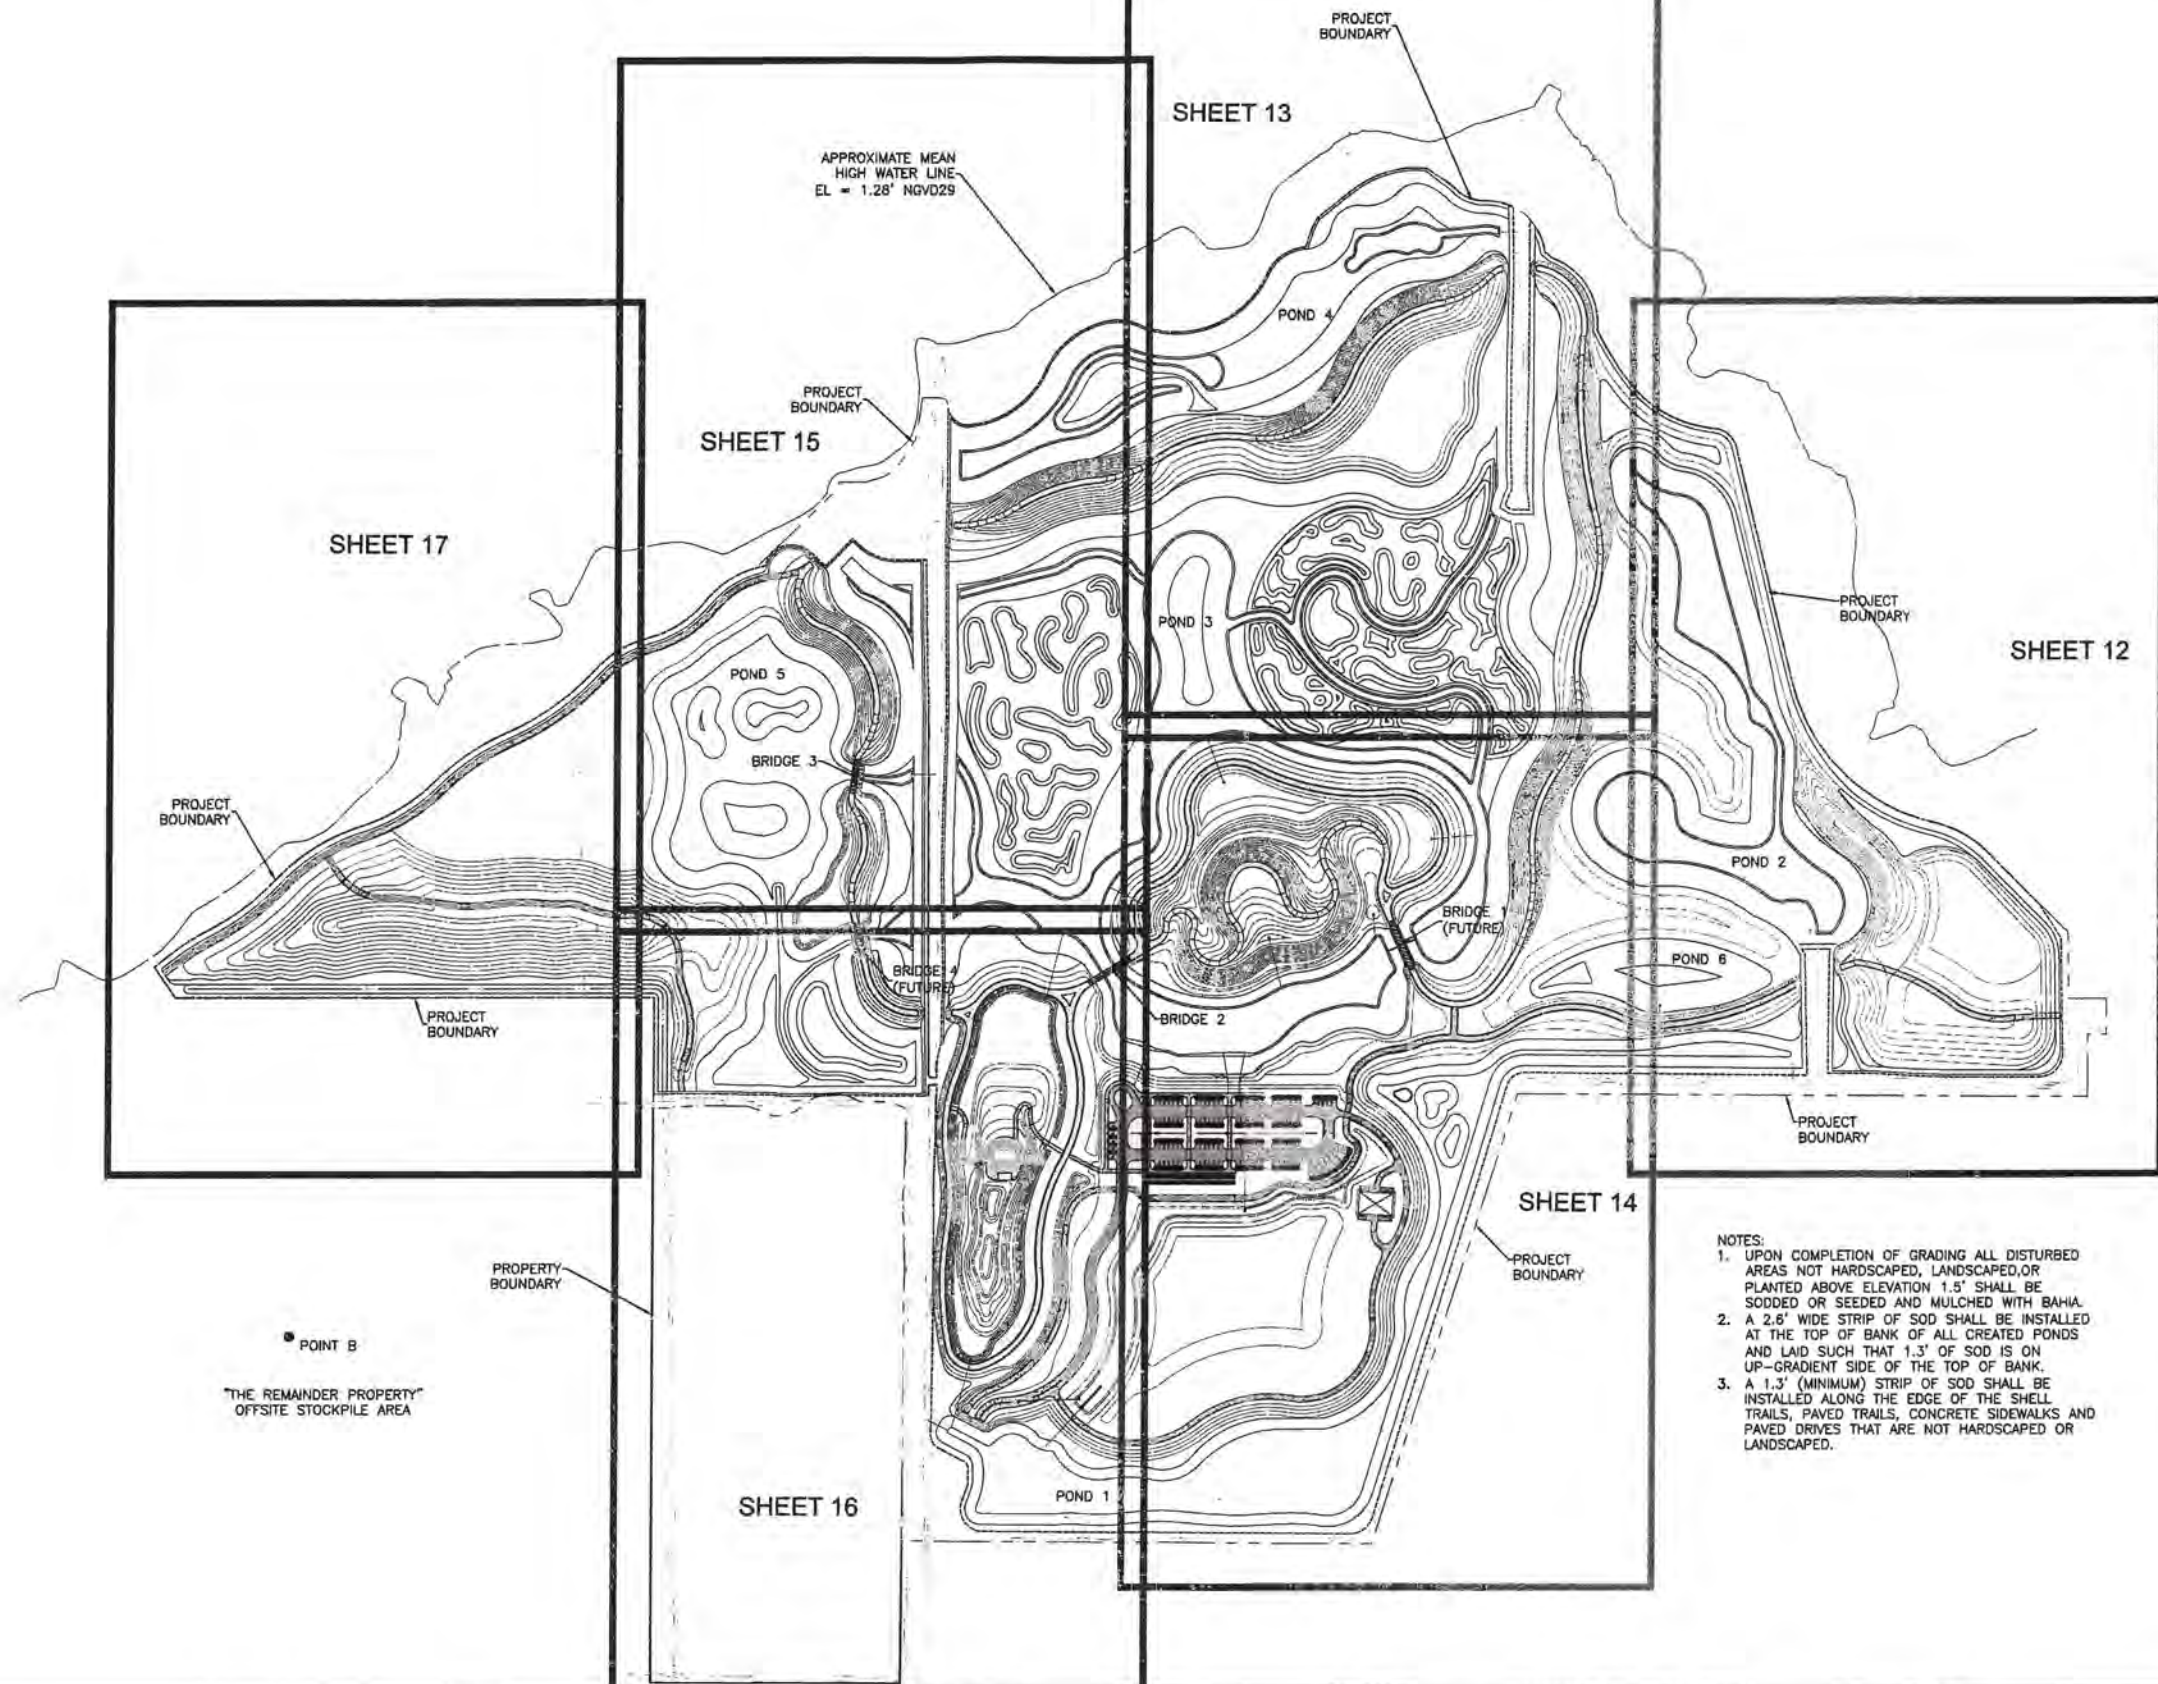 PROJECT
BOUNDARY
SHEET 13
APPROXIMATE MEAN
HIGH WATER LINE
EL = 1.28' NGVD29
POND 4
PROJECT
BOUNDARY
SHEET 15
SHEET 17
PROJECT
BOUNDARY
POND 3
SHEET 12
POND 5
BRIDGE 3
PROJECT
BOUNDARY
POND 2
BRIDGE 1
(FUTURE)
POND 6
BRIDGE 4
(FUTURE)
BRIDGE 2
PROJECT
BOUNDARY
PROJECT
BOUNDARY
SHEET 14
PROPERTY
BOUNDARY
PROJECT
BOUNDARY
NOTES:
1. UPON COMPLETION OF GRADING ALL DISTURBED
AREAS NOT HARDSCAPED, LANDSCAPED,OR
PLANTED ABOVE ELEVATION 1.5' SHALL BE
SODDED OR SEEDED AND MULCHED WITH BAHIA.
2. A 2.6' WIDE STRIP OF SOD SHALL BE INSTALLED
AT THE TOP OF BANK OF ALL CREATED PONDS
AND LAID SUCH THAT 1.3' OF SOD IS ON
UP-GRADIENT SIDE OF THE TOP OF BANK.
3. A 1.3' (MINIMUM) STRIP OF SOD SHALL BE
INSTALLED ALONG THE EDGE OF THE SHELL
TRAILS, PAVED TRAILS, CONCRETE SIDEWALKS AND
PAVED DRIVES THAT ARE NOT HARDSCAPED OR
LANDSCAPED.
POINT B
"THE REMAINDER PROPERTY"
OFFSITE STOCKPILE AREA
POND 1
SHEET 16